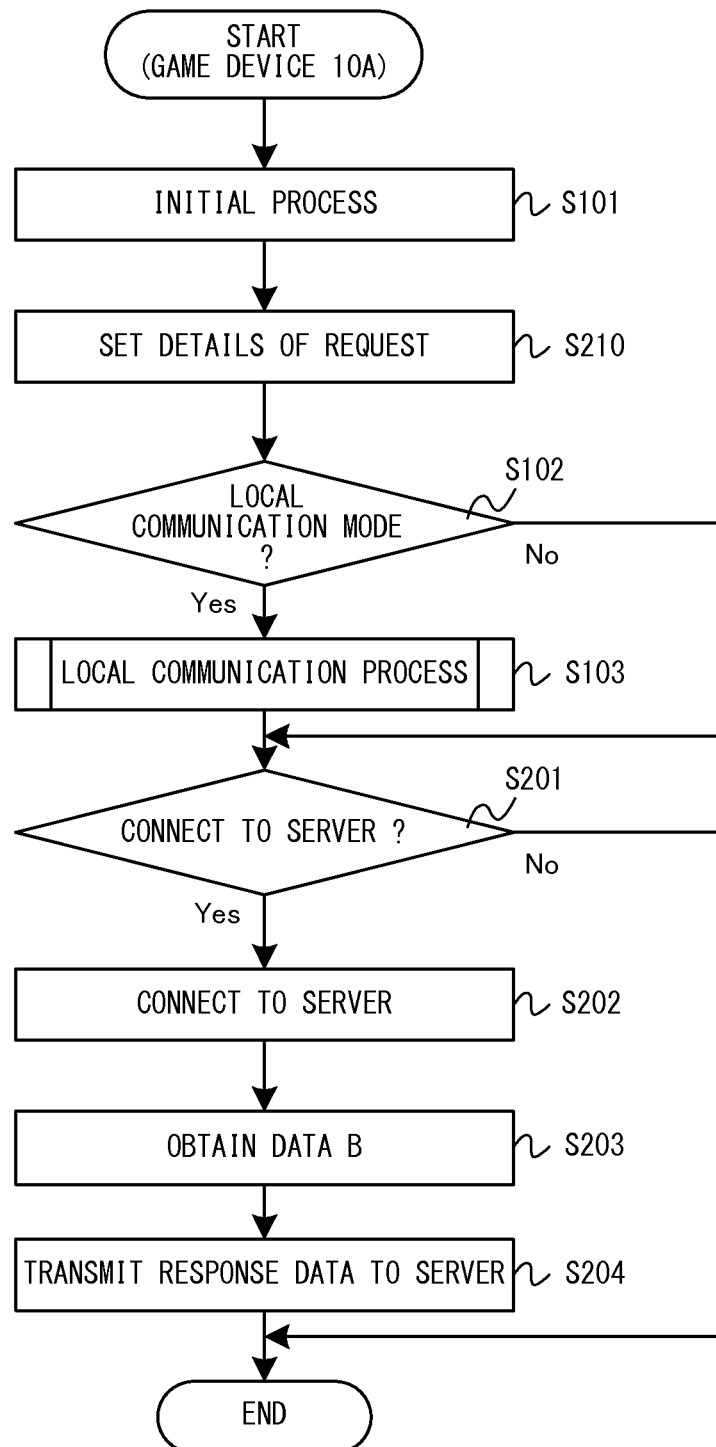 START
(GAME DEVICE 10A)
INITIAL PROCESS
S101
SET DETAILS OF REQUEST
S210
S102
LOCAL
COMMUNICATION MODE
?
No
Yes
LOCAL COMMUNICATION PROCESS
S103
S201
CONNECT TO SERVER ?
No
Yes
CONNECT TO SERVER
S202
OBTAIN DATA B
S203
TRANSMIT RESPONSE DATA TO SERVER
S204
END